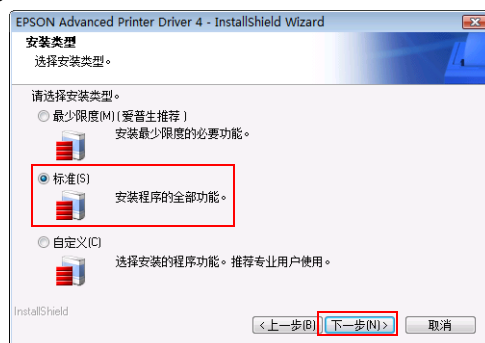 EPSON Advanced Printer Driver 4 - InstallShield Wizard
安装类型
选择安装类型。
请选择安装类型。
最少限度(M)(爱普生推荐)
安装最少限度的必要功能。
标准(S)
安装程序的全部功能。
自定义(C)
选择安装的程序功能。推荐专业用户使用。
InstallShield
<上一步(B) 下一步(N)> 取消